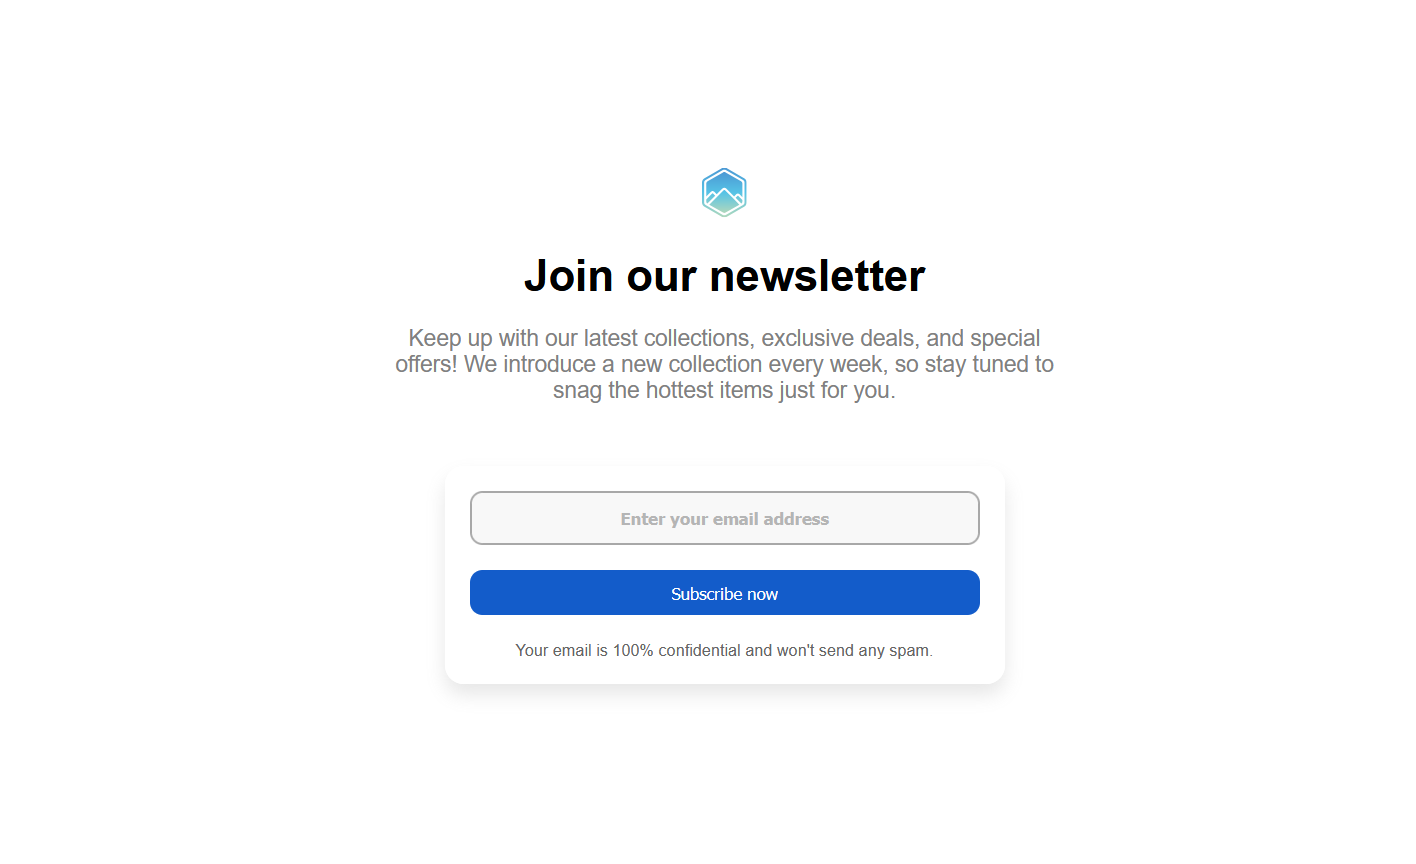 Join our newsletter
Keep up with our latest collections, exclusive deals, and special
offers! We introduce a new collection every week, so stay tuned to
snag the hottest items just for you.
Enter your email address
Subscribe now
Your email is 100% confidential and won't send any spam.